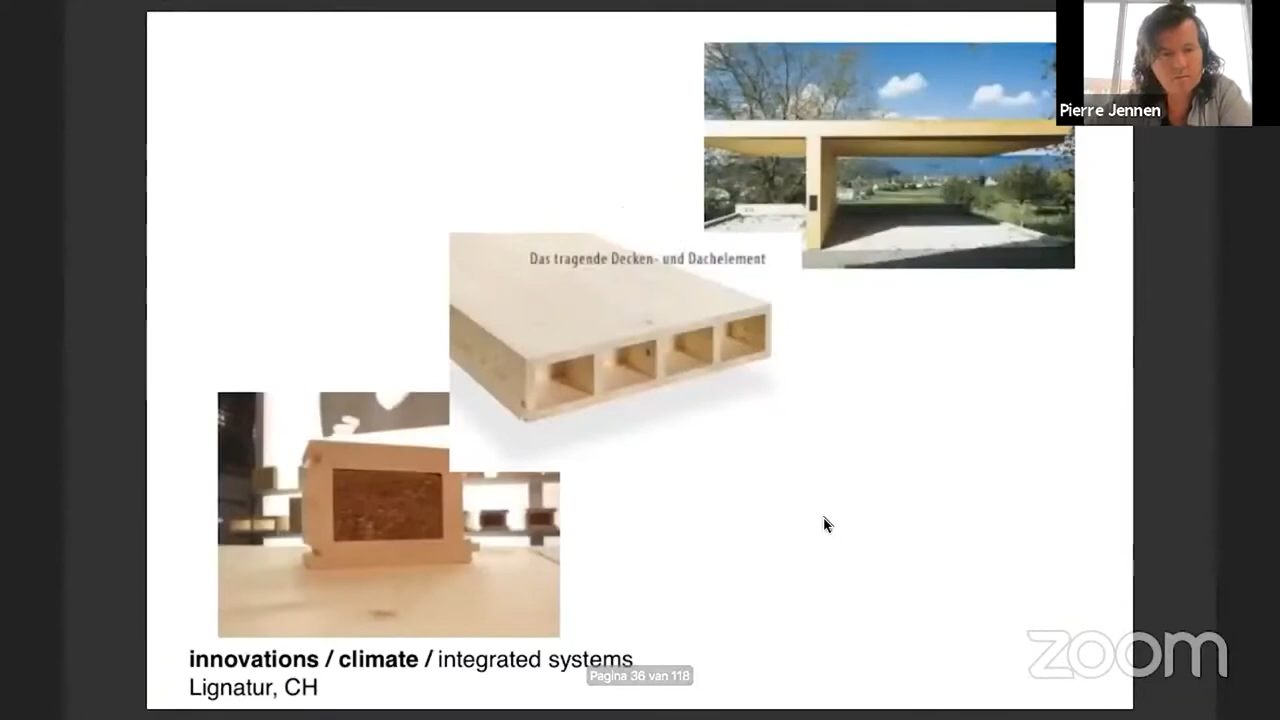 Pierre Jennen
Das tragende Decken- und Dachelement
innovations / climate / integrated systems
Lignatur, CH
Pagina 36 van 118
zoom